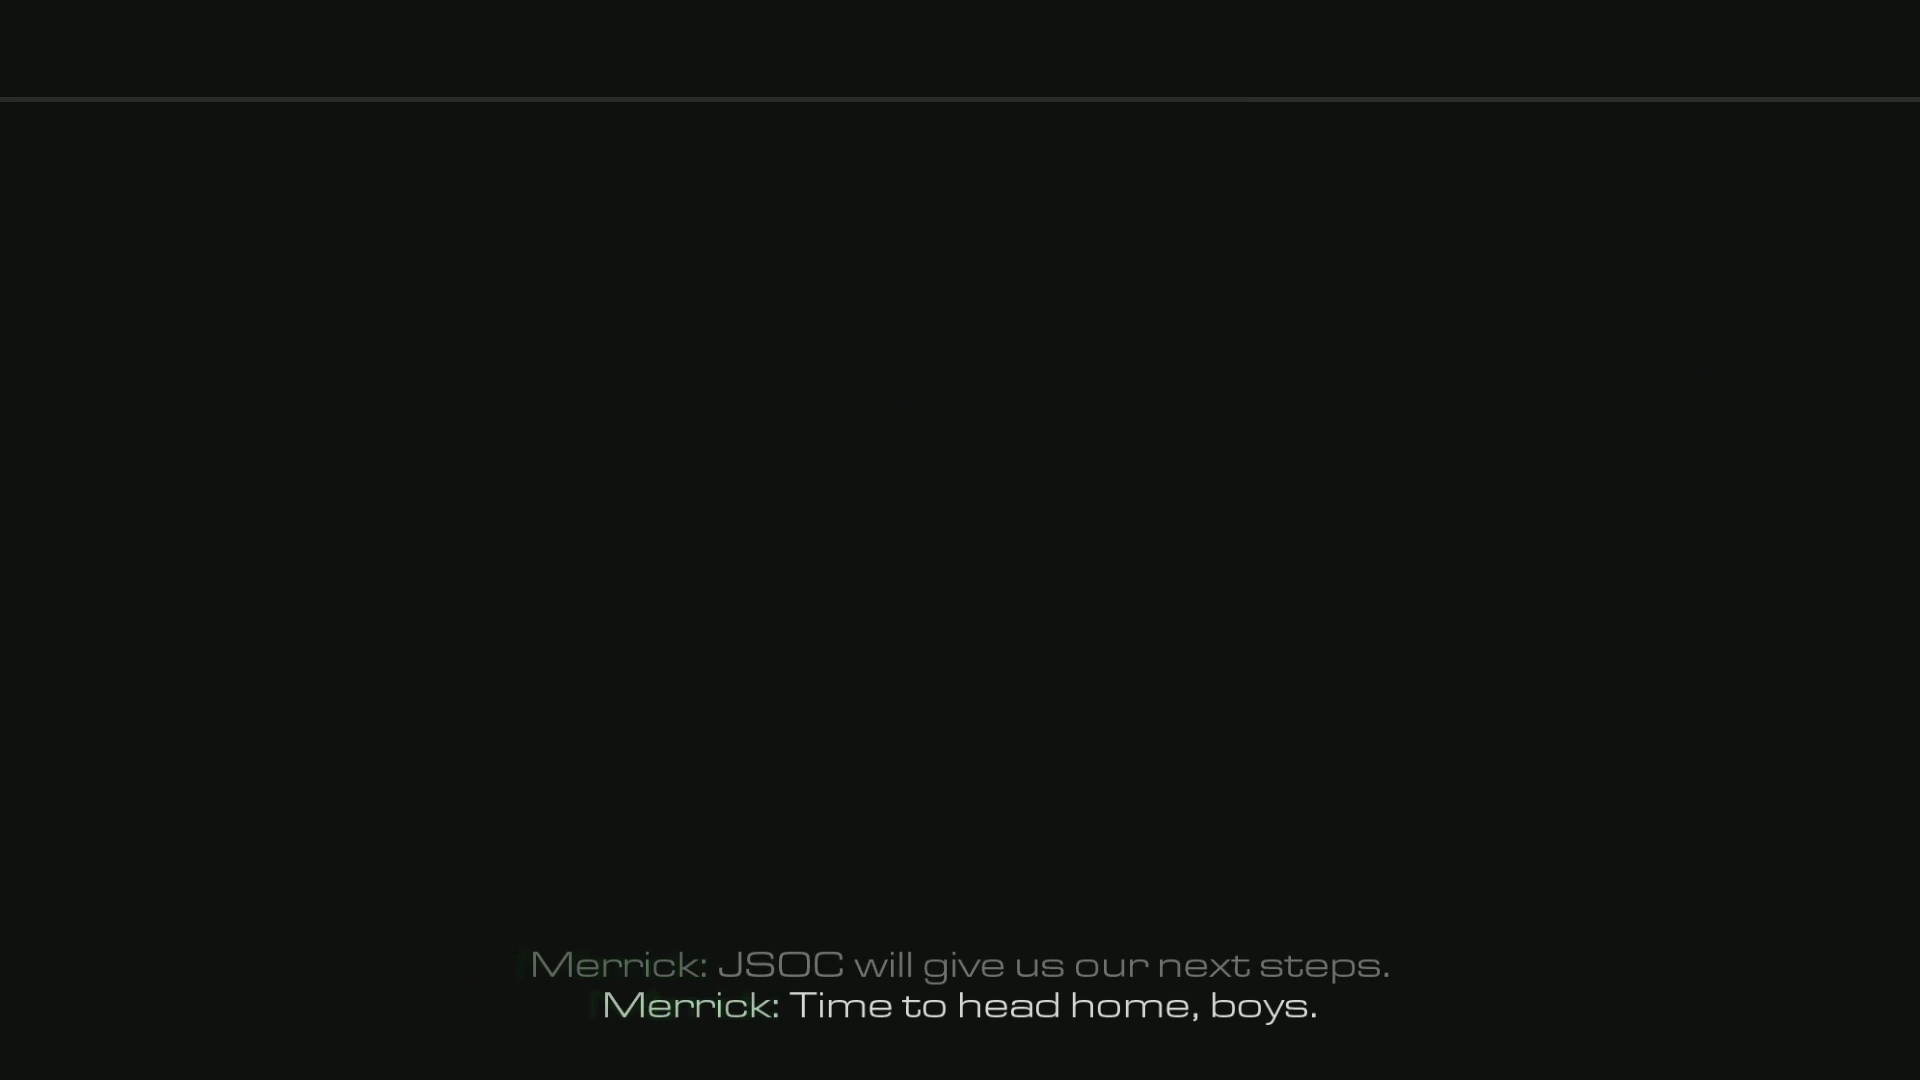 Merrick: JSOC will give us our next steps.
Merrick: Time to head home, boys.